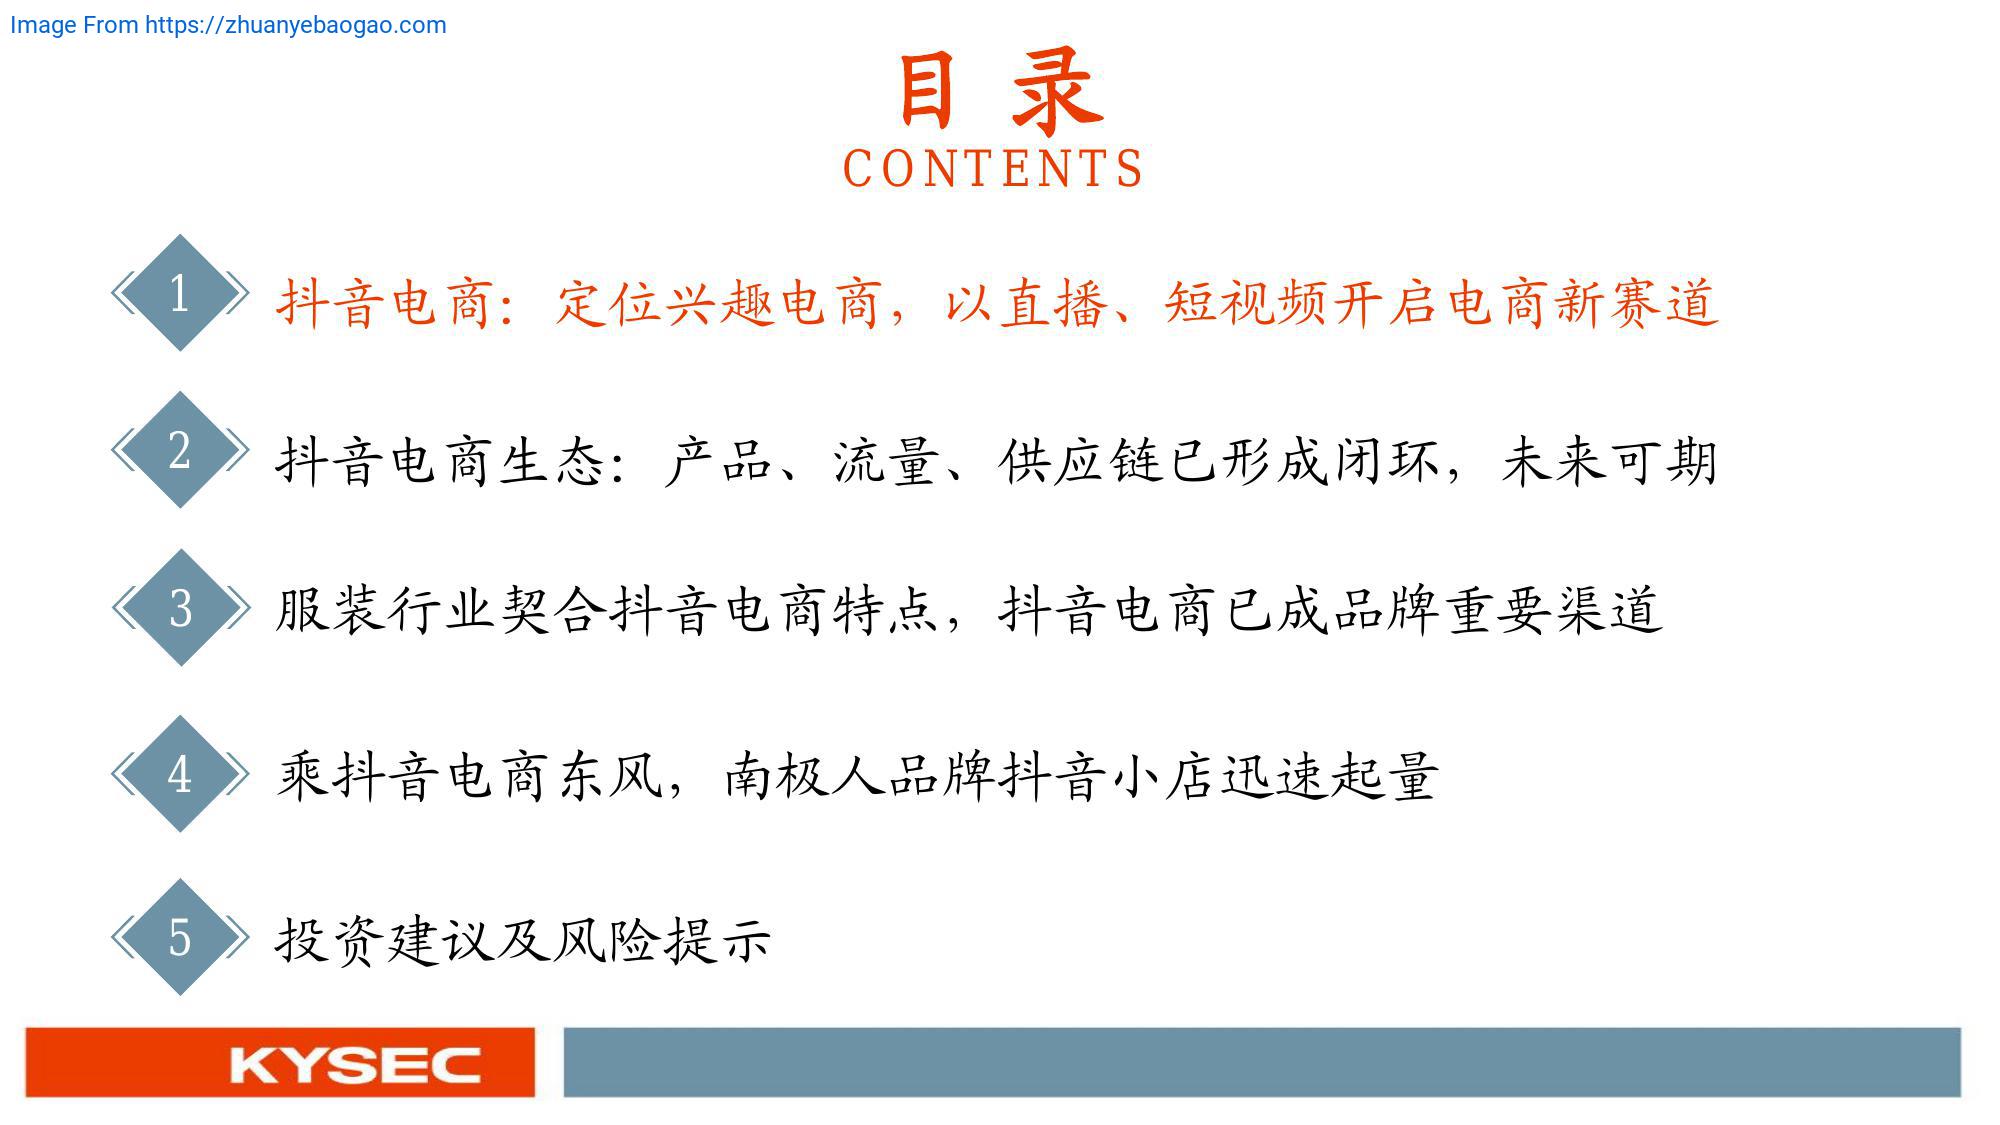 Image From https://zhuanyebaogao.com
目 录
CONTENTS
1 抖音电商：定位兴趣电商，以直播、短视频开启电商新赛道
2 抖音电商生态：产品、流量、供应链已形成闭环，未来可期
3 服装行业契合抖音电商特点，抖音电商已成品牌重要渠道
4 乘抖音电商东风，南极人品牌抖音小店迅速起量
5 投资建议及风险提示
KYSEC